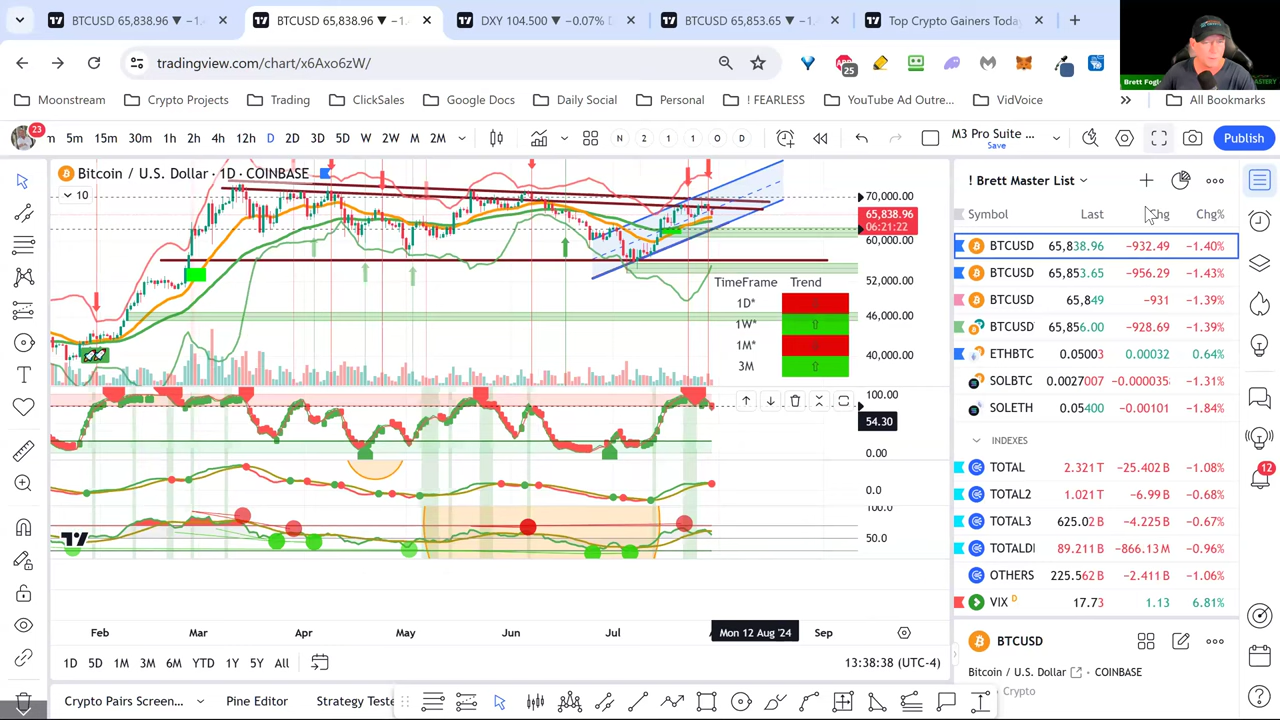 BTCUSD 65,838.96 ▼ −1.
BTCUSD 65,838.96 ▼ −1.
DXY 104.500 ▼ −0.07% D
BTCUSD 65,853.65 ▼ −1.
Top Crypto Gainers Today
tradingview.com/chart/x6Axo6zW/
25
Brett Fogl
Moonstream
Crypto Projects
Trading
ClickSales
Google Docs
Daily Social
Personal
! FEARLESS
YouTube Ad Outre...
VidVoice
All Bookmarks
23
5m 15m 30m 1h 2h 4h 12h D 2D 3D 5D W 2W M 2M
N 2 1 1 O D
M3 Pro Suite ...
Save
Publish
Bitcoin / U.S. Dollar · 1D · COINBASE
10
70,000.00
65,838.96
06:21:22
60,000.00
52,000.00
46,000.00
40,000.00
TimeFrame Trend
1D*
1W*
1M*
3M
100.00
54.30
0.00
0.0
100.0
50.0
Feb Mar Apr May Jun Jul Mon 12 Aug '24 Sep
1D 5D 1M 3M 6M YTD 1Y 5Y All
13:38:38 (UTC-4)
Crypto Pairs Screen...
Pine Editor
Strategy Teste
! Brett Master List
Symbol Last Chg Chg%
BTCUSD 65,838.96 −932.49 −1.40%
BTCUSD 65,853.65 −956.29 −1.43%
BTCUSD 65,849 −931 −1.39%
BTCUSD 65,856.00 −928.69 −1.39%
ETHBTC 0.05003 0.00032 0.64%
SOLBTC 0.0027007 −0.000035 −1.31%
SOLETH 0.05400 −0.00101 −1.84%
INDEXES
TOTAL 2.321 T −25.402 B −1.08%
TOTAL2 1.021 T −6.99 B −0.68%
TOTAL3 625.02 B −4.225 B −0.67%
TOTALDI 89.211 B −866.13 M −0.96%
OTHERS 225.562 B −2.411 B −1.06%
VIX D 17.73 1.13 6.81%
12
BTCUSD
Bitcoin / U.S. Dollar
COINBASE
Crypto